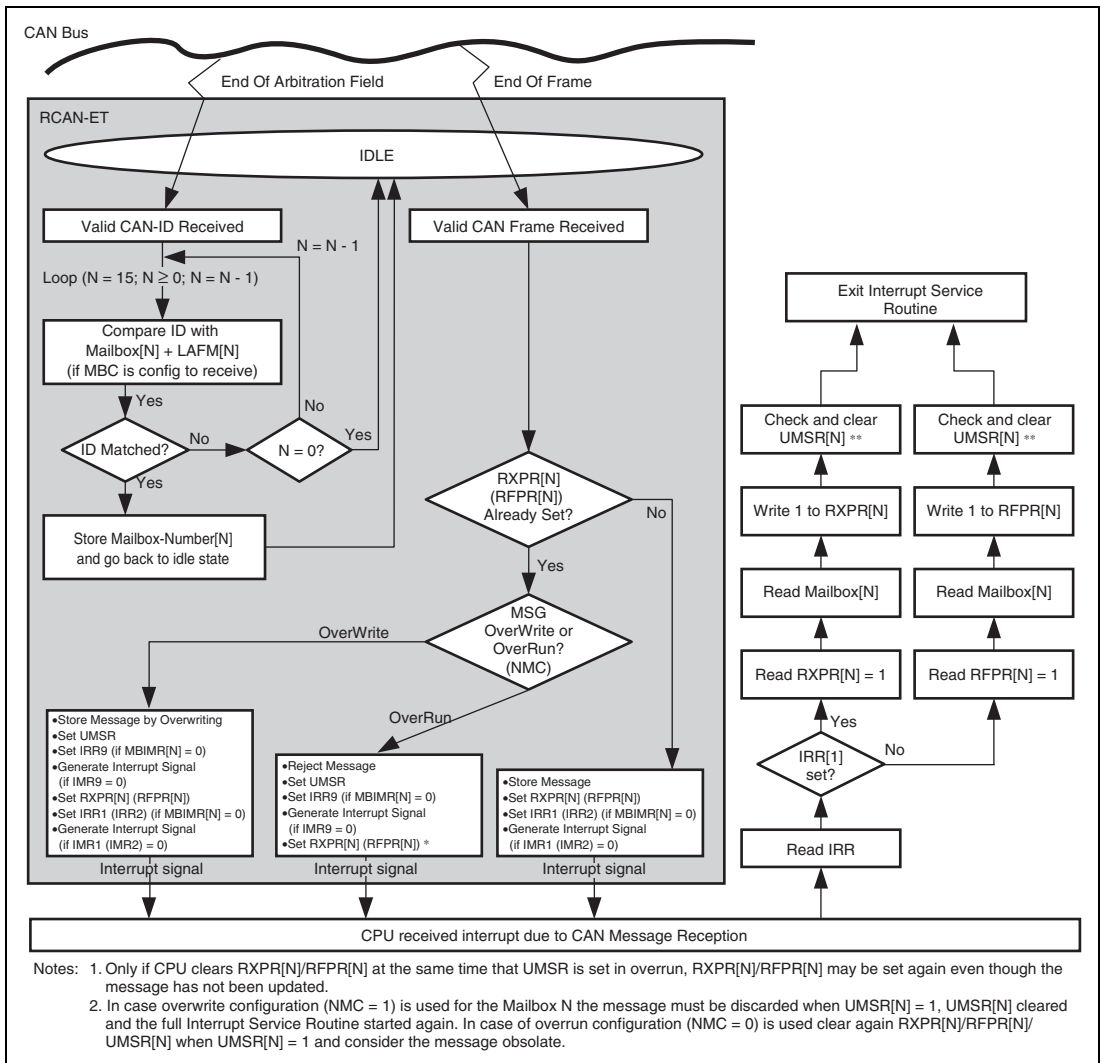 CAN Bus
End Of Arbitration Field
End Of Frame
RCAN-ET
IDLE
Valid CAN-ID Received
Valid CAN Frame Received
N = N - 1
Loop (N = 15; N ≥ 0; N = N - 1)
Compare ID with
Mailbox[N] + LAFM[N]
(if MBC is config to receive)
Yes
ID Matched?
No
N = 0?
No
Yes
Yes
Store Mailbox-Number[N]
and go back to idle state
RXPR[N]
(RFPR[N])
Already Set?
No
Yes
MSG
OverWrite or
OverRun?
(NMC)
OverWrite
OverRun
•Store Message by Overwriting
•Set UMSR
•Set IRR9 (if MBIMR[N] = 0)
•Generate Interrupt Signal
(if IMR9 = 0)
•Set RXPR[N] (RFPR[N])
•Set IRR1 (IRR2) (if MBIMR[N] = 0)
•Generate Interrupt Signal
(if IMR1 (IMR2) = 0)
•Reject Message
•Set UMSR
•Set IRR9 (if MBIMR[N] = 0)
•Generate Interrupt Signal
(if IMR9 = 0)
•Set RXPR[N] (RFPR[N]) *
•Store Message
•Set RXPR[N] (RFPR[N])
•Set IRR1 (IRR2) (if MBIMR[N] = 0)
•Generate Interrupt Signal
(if IMR1 (IMR2) = 0)
Interrupt signal
Interrupt signal
Interrupt signal
Exit Interrupt Service
Routine
Check and clear
UMSR[N] **
Check and clear
UMSR[N] **
Write 1 to RXPR[N]
Write 1 to RFPR[N]
Read Mailbox[N]
Read Mailbox[N]
Read RXPR[N] = 1
Read RFPR[N] = 1
Yes
IRR[1]
set?
No
Read IRR
CPU received interrupt due to CAN Message Reception
Notes: 1. Only if CPU clears RXPR[N]/RFPR[N] at the same time that UMSR is set in overrun, RXPR[N]/RFPR[N] may be set again even though the
message has not been updated.
2. In case overwrite configuration (NMC = 1) is used for the Mailbox N the message must be discarded when UMSR[N] = 1, UMSR[N] cleared
and the full Interrupt Service Routine started again. In case of overrun configuration (NMC = 0) is used clear again RXPR[N]/RFPR[N]/
UMSR[N] when UMSR[N] = 1 and consider the message obsolate.